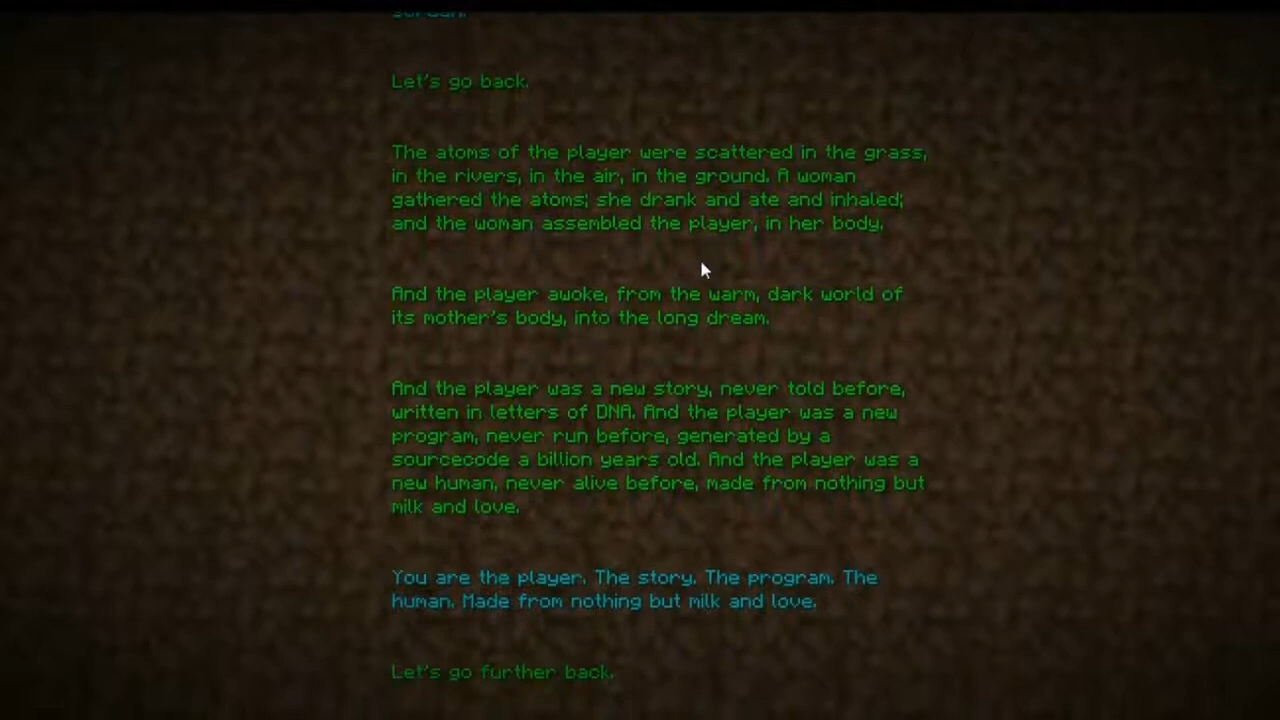 screen.
Let's go back.
The atoms of the player were scattered in the grass,
in the rivers, in the air, in the ground. A woman
gathered the atoms; she drank and ate and inhaled;
and the woman assembled the player, in her body.
And the player awoke, from the warm, dark world of
its mother's body, into the long dream.
And the player was a new story, never told before,
written in letters of DNA. And the player was a new
program, never run before, generated by a
sourcecode a billion years old. And the player was a
new human, never alive before, made from nothing but
milk and love.
You are the player. The story. The program. The
human. Made from nothing but milk and love.
Let's go further back.